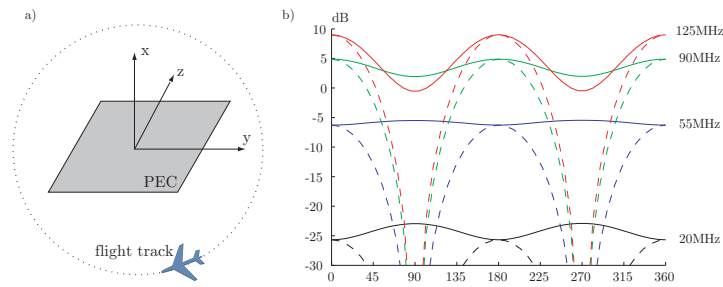 a)
x
z
y
PEC
flight track
b)
dB
10
5
0
-5
-10
-15
-20
-25
-30
0 45 90 135 180 225 270 315 360
125MHz
90MHz
55MHz
20MHz